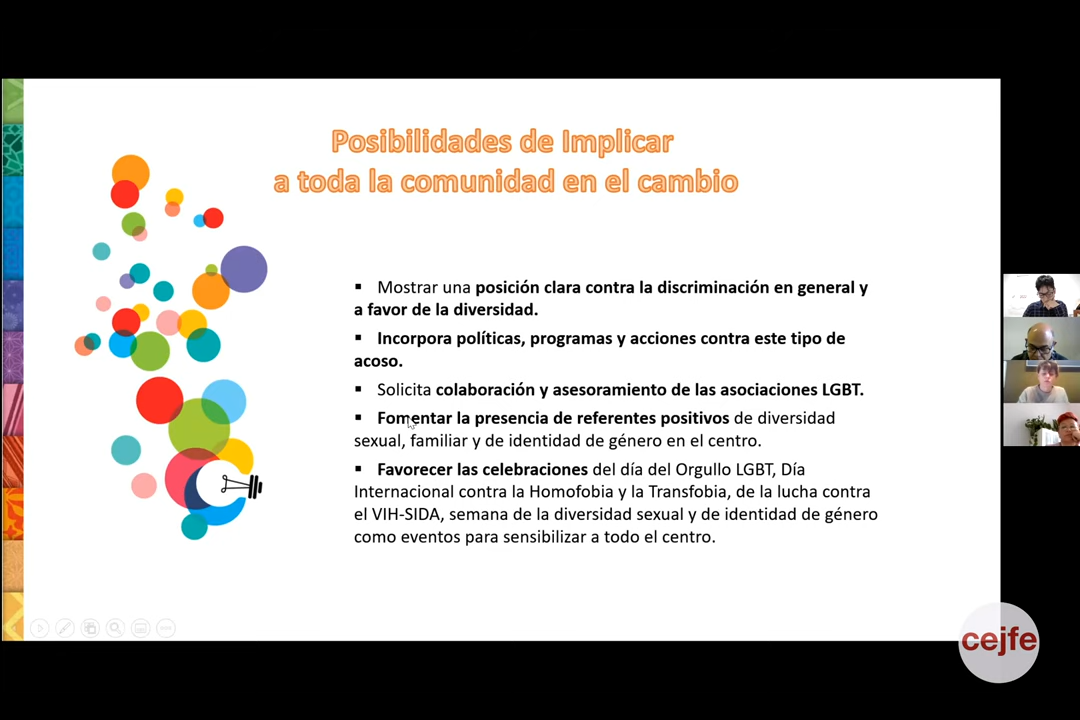 Posibilidades de Implicar
a toda la comunidad en el cambio
▪ Mostrar una posición clara contra la discriminación en general y
a favor de la diversidad.
▪ Incorpora políticas, programas y acciones contra este tipo de
acoso.
▪ Solicita colaboración y asesoramiento de las asociaciones LGBT.
▪ Fomentar la presencia de referentes positivos de diversidad
sexual, familiar y de identidad de género en el centro.
▪ Favorecer las celebraciones del día del Orgullo LGBT, Día
Internacional contra la Homofobia y la Transfobia, de la lucha contra
el VIH-SIDA, semana de la diversidad sexual y de identidad de género
como eventos para sensibilizar a todo el centro.
cejfe